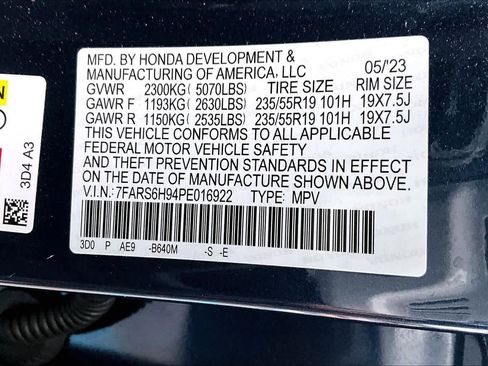 MFD. BY HONDA DEVELOPMENT &
MANUFACTURING OF AMERICA, LLC 05/'23
GVWR 2300KG( 5070LBS) TIRE SIZE RIM SIZE
GAWR F 1193KG( 2630LBS) 235/55R19 101H 19X7.5J
GAWR R 1150KG( 2535LBS) 235/55R19 101H 19X7.5J
THIS VEHICLE CONFORMS TO ALL APPLICABLE
FEDERAL MOTOR VEHICLE SAFETY
AND THEFT PREVENTION STANDARDS IN EFFECT
ON THE DATE OF MANUFACTURE SHOWN ABOVE.
V.I.N: 7FARS6H94PE016922 TYPE: MPV
3D0 P AE9 -B640M -S -E
3D4 A3